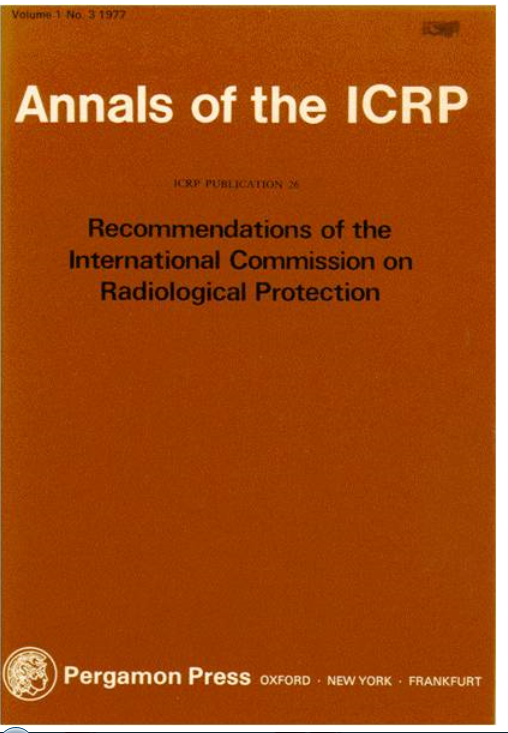 Volume 1 No. 3 1977
Annals of the ICRP
ICRP PUBLICATION 26
Recommendations of the
International Commission on
Radiological Protection
Pergamon Press OXFORD · NEW YORK · FRANKFURT